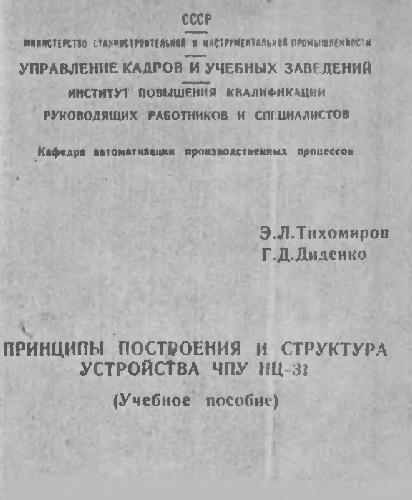 СССР
МИНИСТЕРСТВО СТАНКОСТРОИТЕЛЬНОЙ И ИНСТРУМЕНТАЛЬНОЙ ПРОМЫШЛЕННОСТИ
УПРАВЛЕНИЕ КАДРОВ И УЧЕБНЫХ ЗАВЕДЕНИЙ
ИНСТИТУТ ПОВЫШЕНИЯ КВАЛИФИКАЦИИ
РУКОВОДЯЩИХ РАБОТНИКОВ И СПЕЦИАЛИСТОВ
Кафедра автоматизации производственных процессов
Э.Л.Тихомиров
Г.Д.Диденко
ПРИНЦИПЫ ПОСТРОЕНИЯ И СТРУКТУРА
УСТРОЙСТВА ЧПУ НЦ-31
(Учебное пособие)